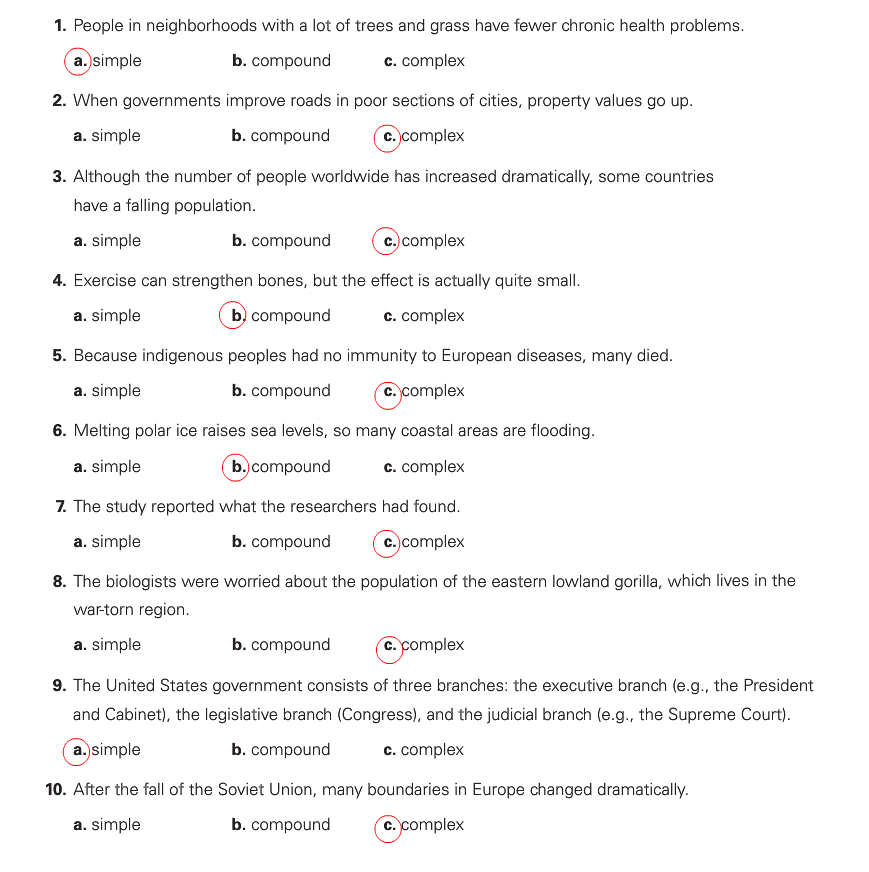 1. People in neighborhoods with a lot of trees and grass have fewer chronic health problems.
a. simple b. compound c. complex
2. When governments improve roads in poor sections of cities, property values go up.
a. simple b. compound c. complex
3. Although the number of people worldwide has increased dramatically, some countries
have a falling population.
a. simple b. compound c. complex
4. Exercise can strengthen bones, but the effect is actually quite small.
a. simple b. compound c. complex
5. Because indigenous peoples had no immunity to European diseases, many died.
a. simple b. compound c. complex
6. Melting polar ice raises sea levels, so many coastal areas are flooding.
a. simple b. compound c. complex
7. The study reported what the researchers had found.
a. simple b. compound c. complex
8. The biologists were worried about the population of the eastern lowland gorilla, which lives in the
war-torn region.
a. simple b. compound c. complex
9. The United States government consists of three branches: the executive branch (e.g., the President
and Cabinet), the legislative branch (Congress), and the judicial branch (e.g., the Supreme Court).
a. simple b. compound c. complex
10. After the fall of the Soviet Union, many boundaries in Europe changed dramatically.
a. simple b. compound c. complex